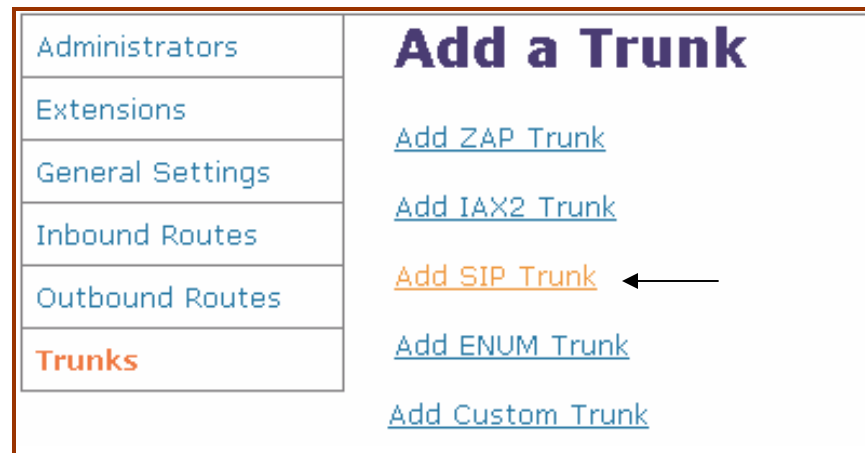 Administrators
Extensions
General Settings
Inbound Routes
Outbound Routes
Trunks
Add a Trunk
Add ZAP Trunk
Add IAX2 Trunk
Add SIP Trunk
Add ENUM Trunk
Add Custom Trunk